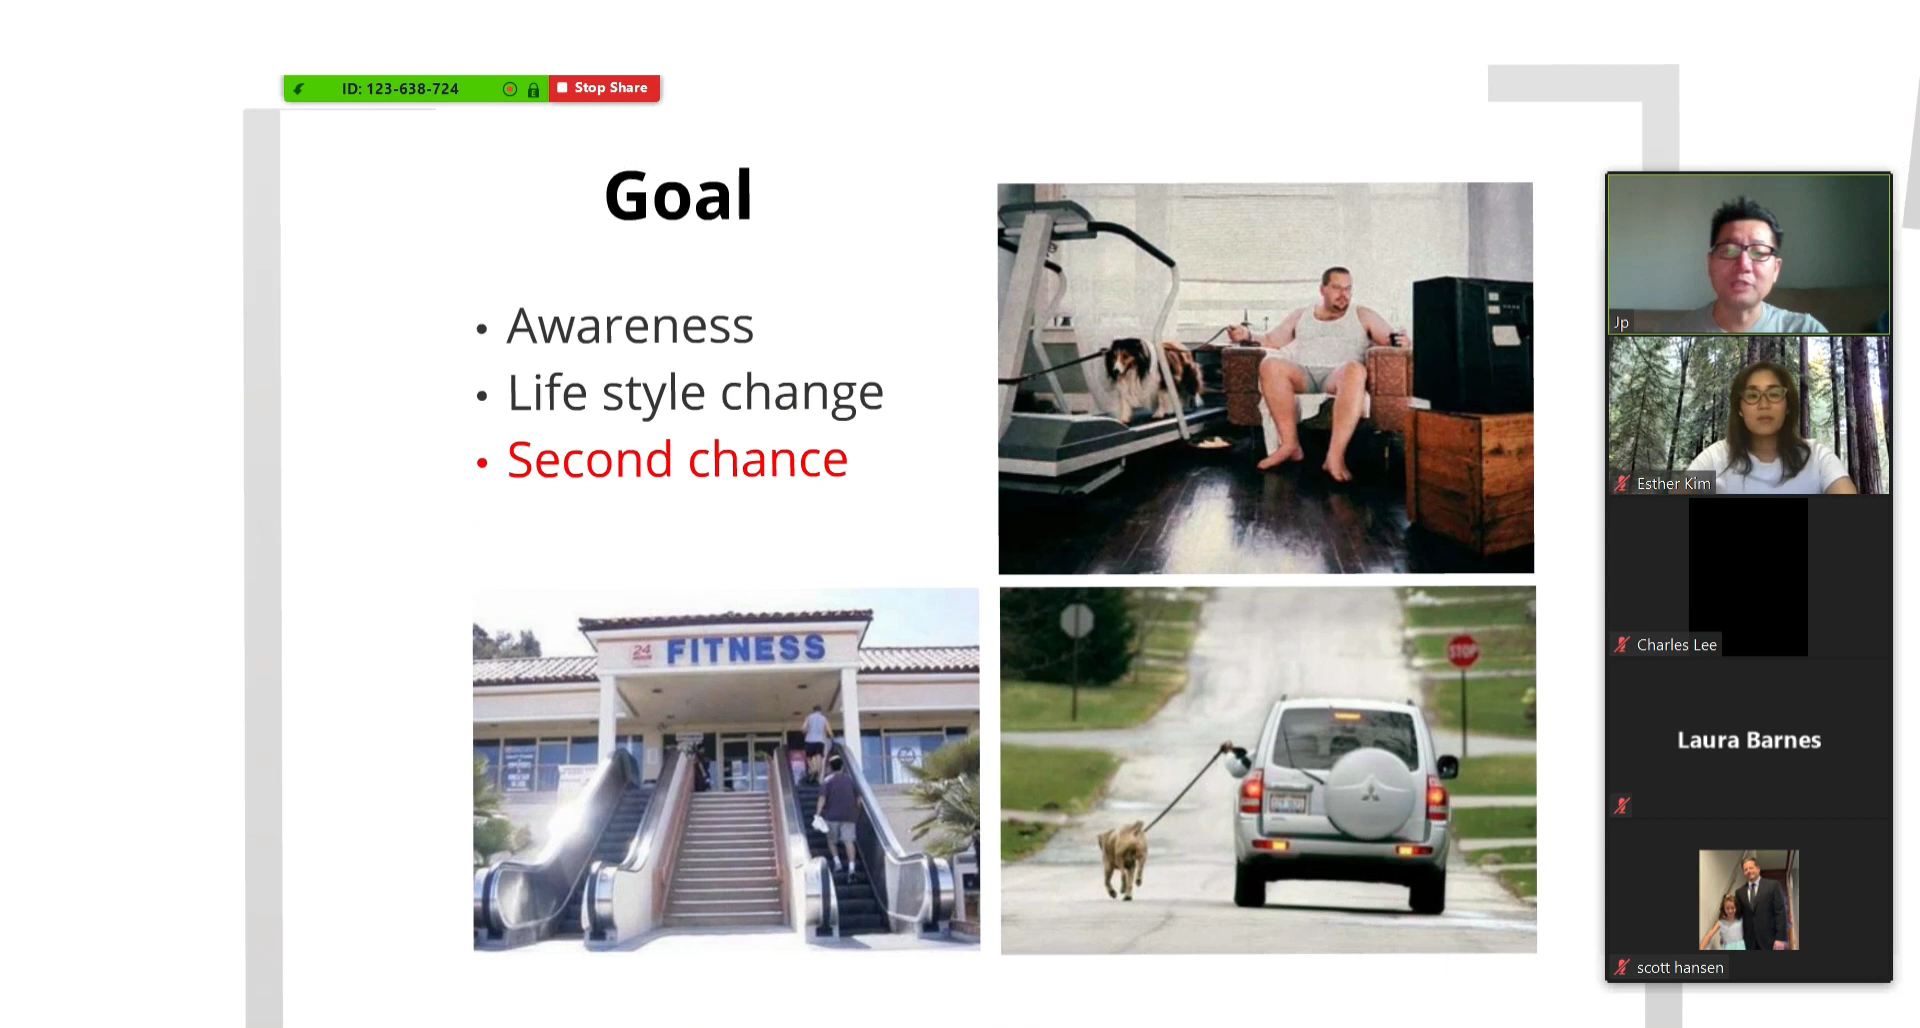 ID: 123-638-724
Stop Share
Goal
• Awareness
• Life style change
• Second chance
24
FITNESS
STOP
Jp
Esther Kim
Charles Lee
Laura Barnes
scott hansen